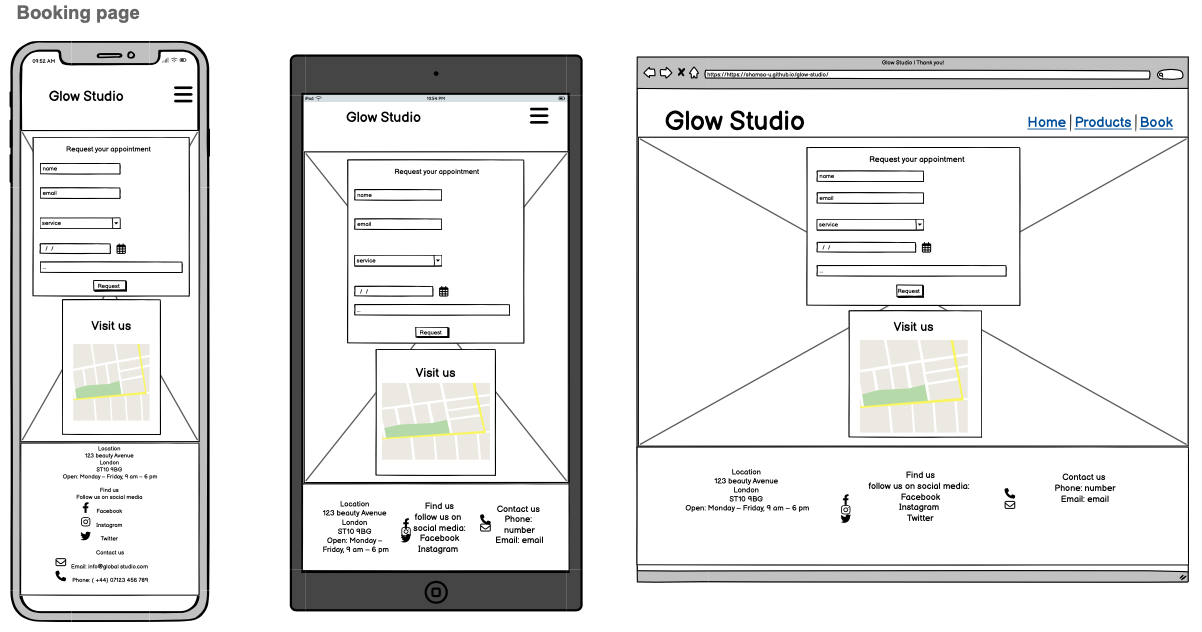 Booking page
09:52 AM
Glow Studio
Request your appointment
name
email
service
/ /
...
Request
Visit us
Location
123 beauty Avenue
London
ST10 9BG
Open: Monday – Friday, 9 am – 6 pm
Find us
Follow us on social media
Facebook
Instagram
Twitter
Contact us
Email: info@global studio.com
Phone: ( +44) 07123 456 789
iPad
10:54 PM
Glow Studio
Request your appointment
name
email
service
/ /
...
Request
Visit us
Location
123 beauty Avenue
London
ST10 9BG
Open: Monday –
Friday, 9 am – 6 pm
Find us
follow us on
social media:
Facebook
Instagram
Contact us
Phone:
number
Email: email
Glow Studio | Thank you!
https://https://shamsa-u.github.io/glow-studio/
Glow Studio
Home | Products | Book
Request your appointment
name
email
service
/ /
...
Request
Visit us
Location
123 beauty Avenue
London
ST10 9BG
Open: Monday – Friday, 9 am – 6 pm
Find us
follow us on social media:
Facebook
Instagram
Twitter
Contact us
Phone: number
Email: email